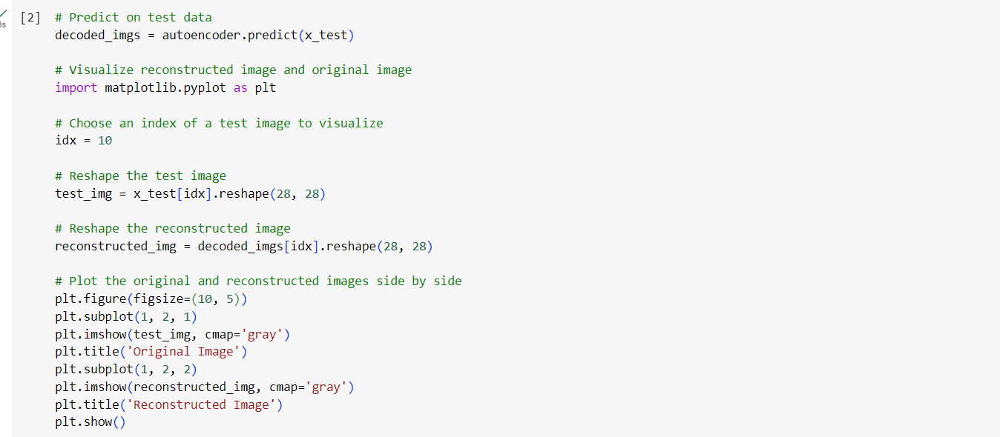 [2] # Predict on test data
decoded_imgs = autoencoder.predict(x_test)
# Visualize reconstructed image and original image
import matplotlib.pyplot as plt
# Choose an index of a test image to visualize
idx = 10
# Reshape the test image
test_img = x_test[idx].reshape(28, 28)
# Reshape the reconstructed image
reconstructed_img = decoded_imgs[idx].reshape(28, 28)
# Plot the original and reconstructed images side by side
plt.figure(figsize=(10, 5))
plt.subplot(1, 2, 1)
plt.imshow(test_img, cmap='gray')
plt.title('Original Image')
plt.subplot(1, 2, 2)
plt.imshow(reconstructed_img, cmap='gray')
plt.title('Reconstructed Image')
plt.show()